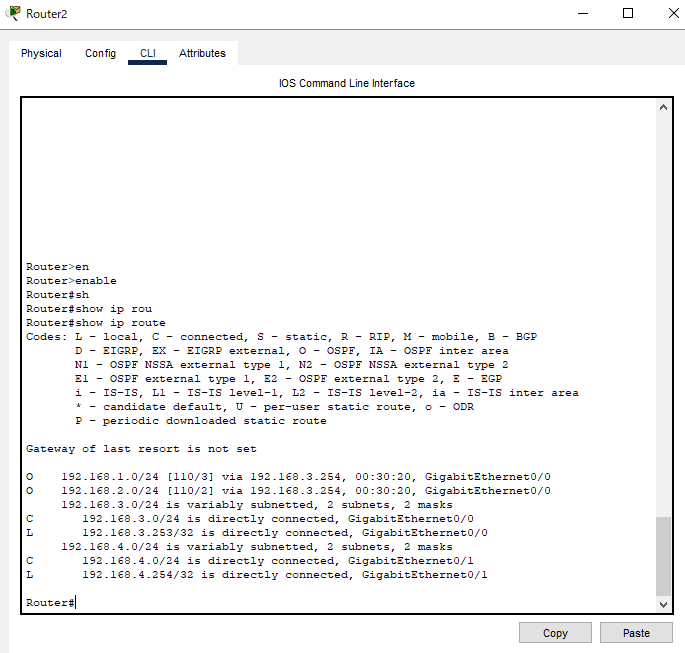 Router2
Physical Config CLI Attributes
IOS Command Line Interface
Router>en
Router>enable
Router#sh
Router#show ip rou
Router#show ip route
Codes: L - local, C - connected, S - static, R - RIP, M - mobile, B - BGP
       D - EIGRP, EX - EIGRP external, O - OSPF, IA - OSPF inter area
       N1 - OSPF NSSA external type 1, N2 - OSPF NSSA external type 2
       E1 - OSPF external type 1, E2 - OSPF external type 2, E - EGP
       i - IS-IS, L1 - IS-IS level-1, L2 - IS-IS level-2, ia - IS-IS inter area
       * - candidate default, U - per-user static route, o - ODR
       P - periodic downloaded static route
Gateway of last resort is not set
O    192.168.1.0/24 [110/3] via 192.168.3.254, 00:30:20, GigabitEthernet0/0
O    192.168.2.0/24 [110/2] via 192.168.3.254, 00:30:20, GigabitEthernet0/0
     192.168.3.0/24 is variably subnetted, 2 subnets, 2 masks
C       192.168.3.0/24 is directly connected, GigabitEthernet0/0
L       192.168.3.253/32 is directly connected, GigabitEthernet0/0
     192.168.4.0/24 is variably subnetted, 2 subnets, 2 masks
C       192.168.4.0/24 is directly connected, GigabitEthernet0/1
L       192.168.4.254/32 is directly connected, GigabitEthernet0/1
Router#
Copy Paste